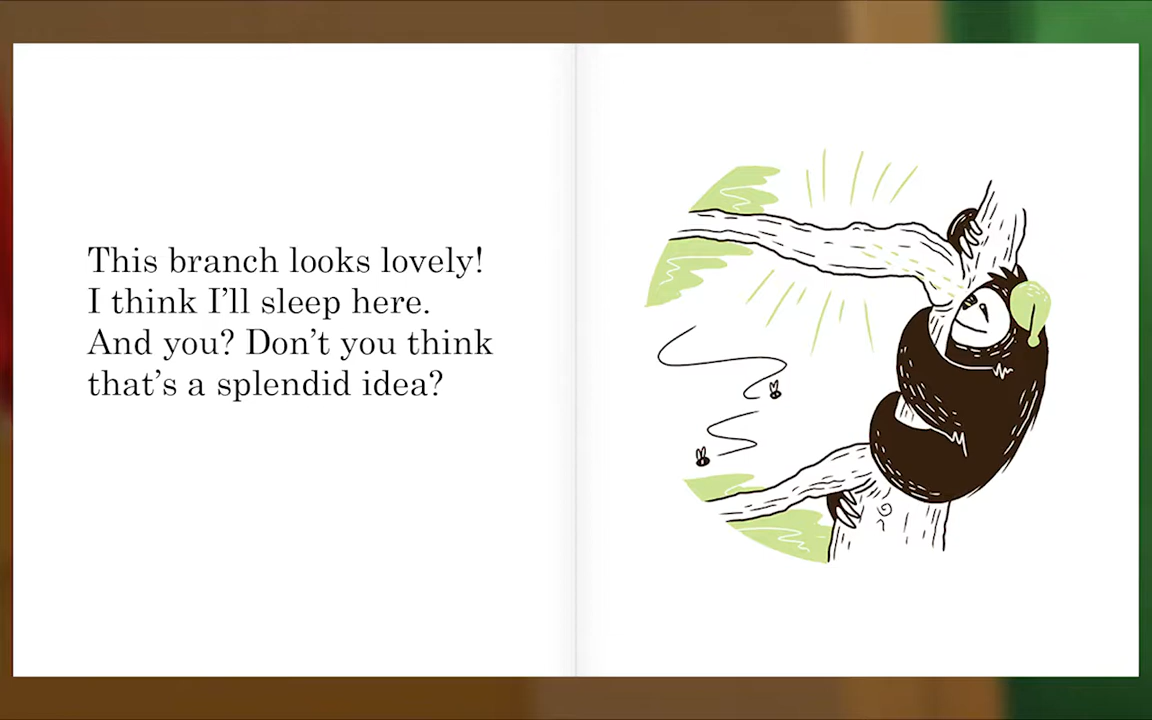 This branch looks lovely!
I think I’ll sleep here.
And you? Don’t you think
that’s a splendid idea?